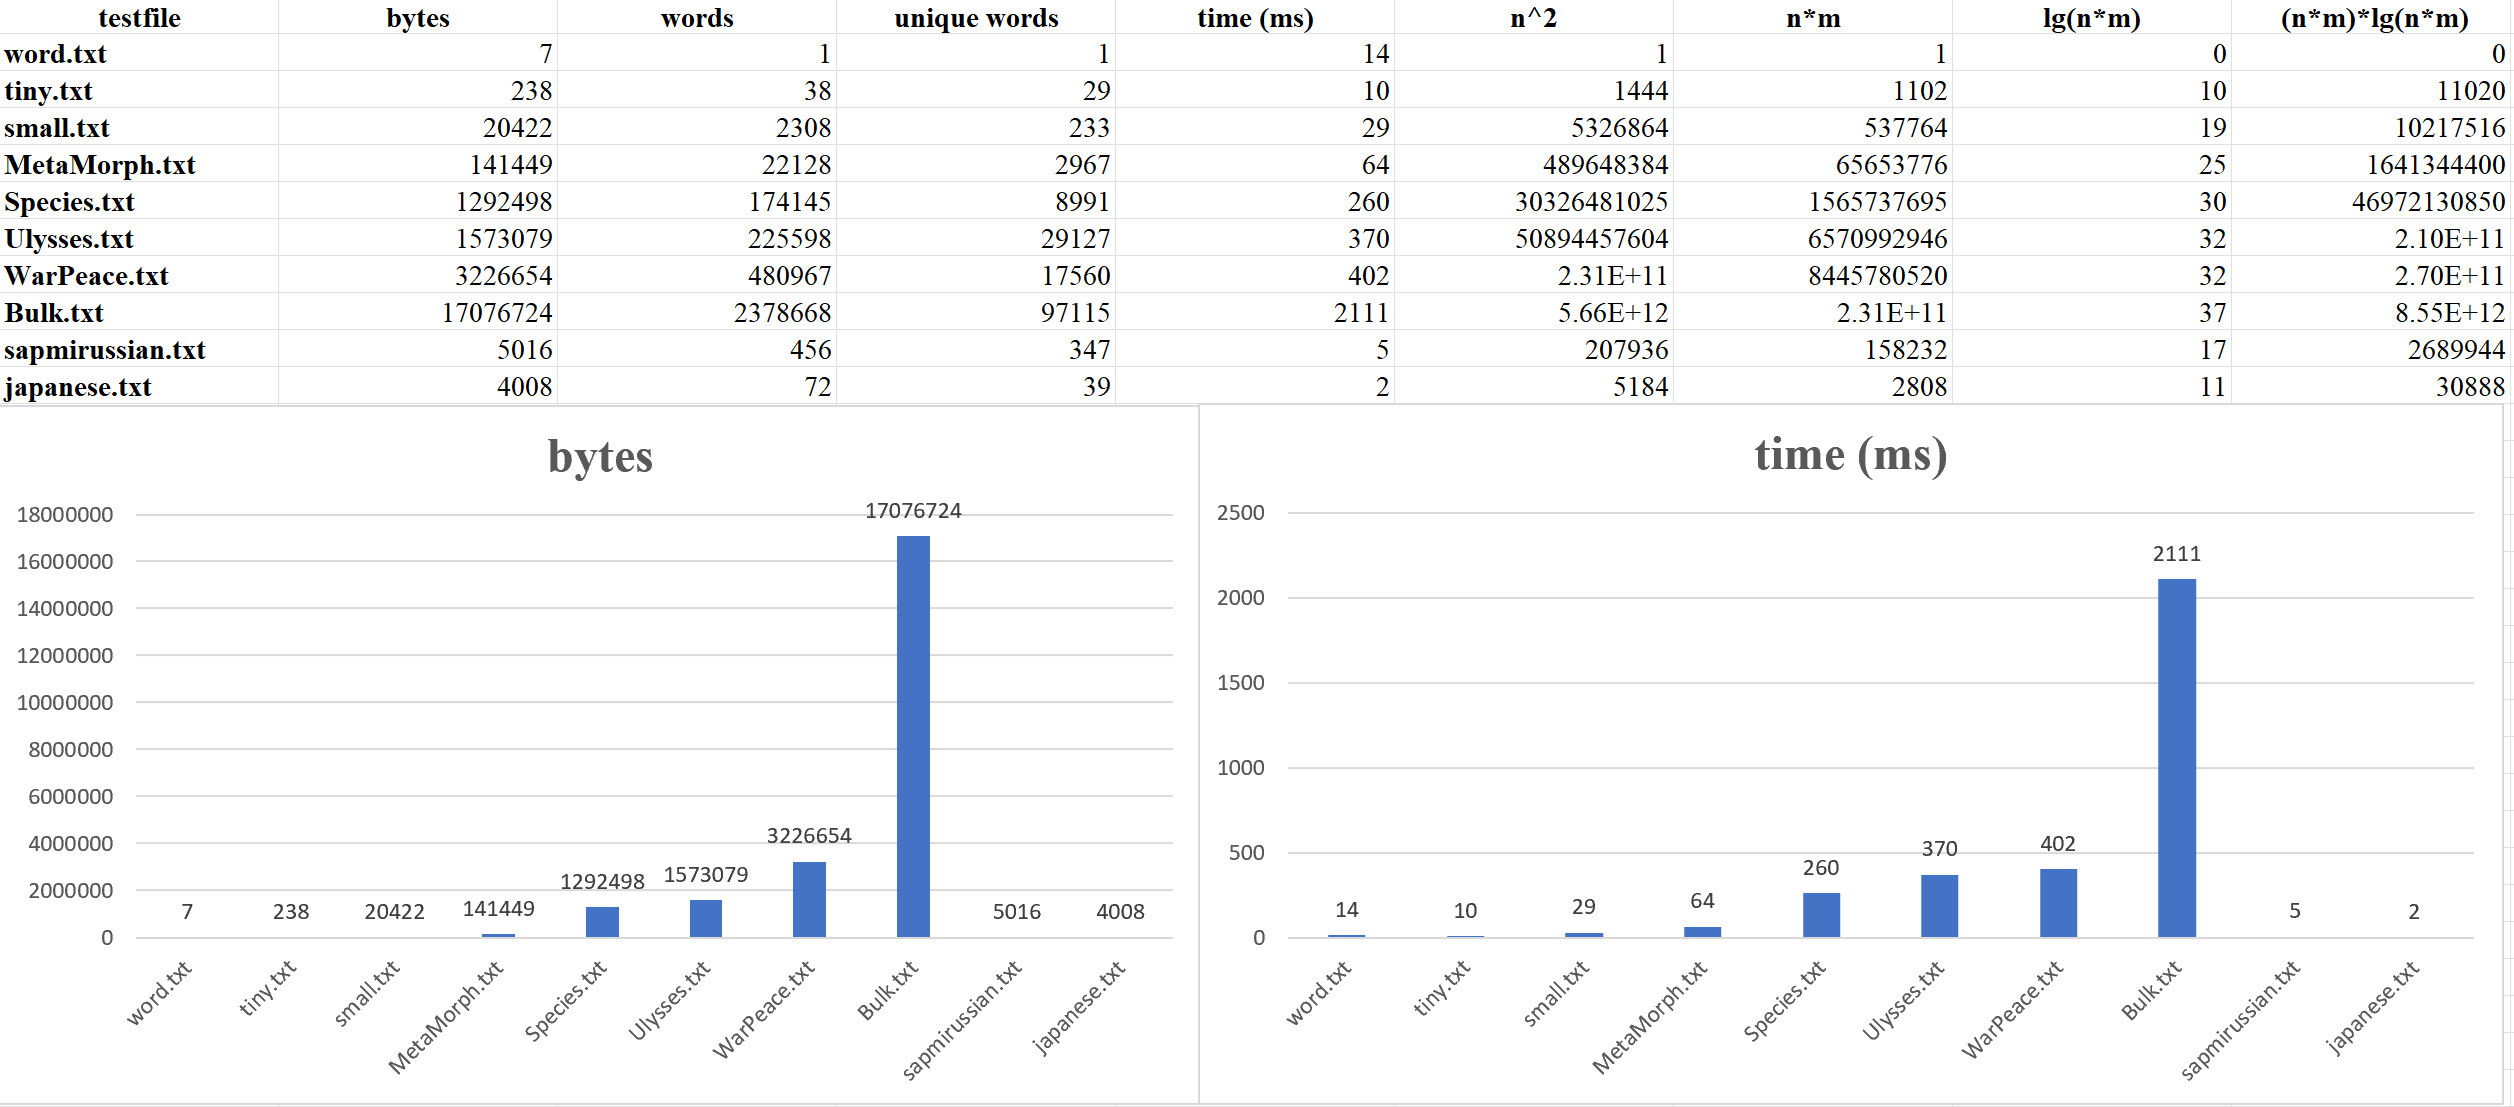 testfile bytes words unique words time (ms) n^2 n*m lg(n*m) (n*m)*lg(n*m)
word.txt 7 1 1 14 1 1 0 0
tiny.txt 238 38 29 10 1444 1102 10 11020
small.txt 20422 2308 233 29 5326864 537764 19 10217516
MetaMorph.txt 141449 22128 2967 64 489648384 65653776 25 1641344400
Species.txt 1292498 174145 8991 260 30326481025 1565737695 30 46972130850
Ulysses.txt 1573079 225598 29127 370 50894457604 6570992946 32 2.10E+11
WarPeace.txt 3226654 480967 17560 402 2.31E+11 8445780520 32 2.70E+11
Bulk.txt 17076724 2378668 97115 2111 5.66E+12 2.31E+11 37 8.55E+12
sapmirussian.txt 5016 456 347 5 207936 158232 17 2689944
japanese.txt 4008 72 39 2 5184 2808 11 30888
bytes
18000000
16000000
14000000
12000000
10000000
8000000
6000000
4000000
2000000
0
7 238 20422 141449 1292498 1573079 3226654 17076724 5016 4008
word.txt tiny.txt small.txt MetaMorph.txt Species.txt Ulysses.txt WarPeace.txt Bulk.txt sapmirussian.txt japanese.txt
time (ms)
2500
2000
1500
1000
500
0
14 10 29 64 260 370 402 2111 5 2
word.txt tiny.txt small.txt MetaMorph.txt Species.txt Ulysses.txt WarPeace.txt Bulk.txt sapmirussian.txt japanese.txt